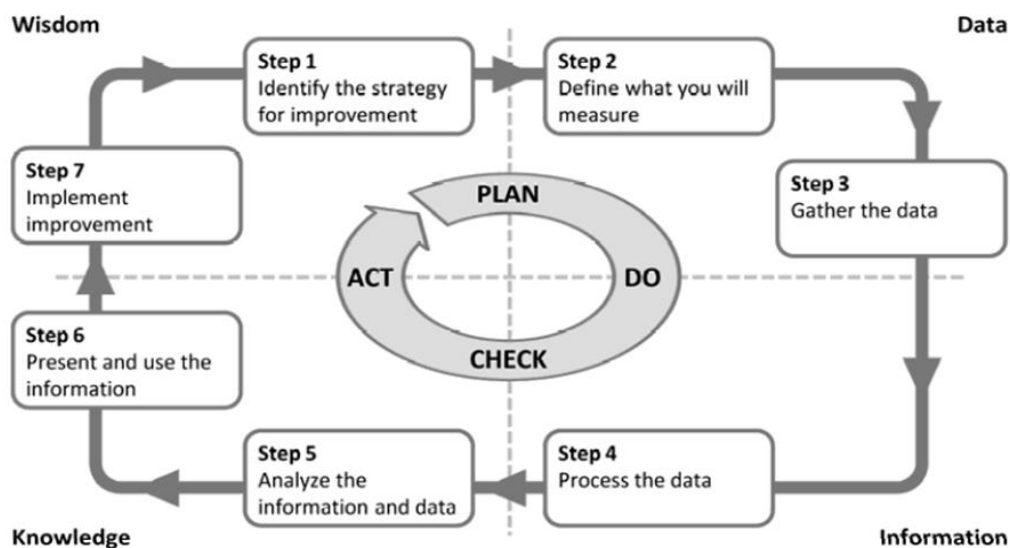 Wisdom
Data
Step 1
Identify the strategy
for improvement
Step 2
Define what you will
measure
Step 7
Implement
improvement
Step 3
Gather the data
PLAN
ACT
DO
CHECK
Step 6
Present and use the
information
Step 5
Analyze the
information and data
Step 4
Process the data
Knowledge
Information